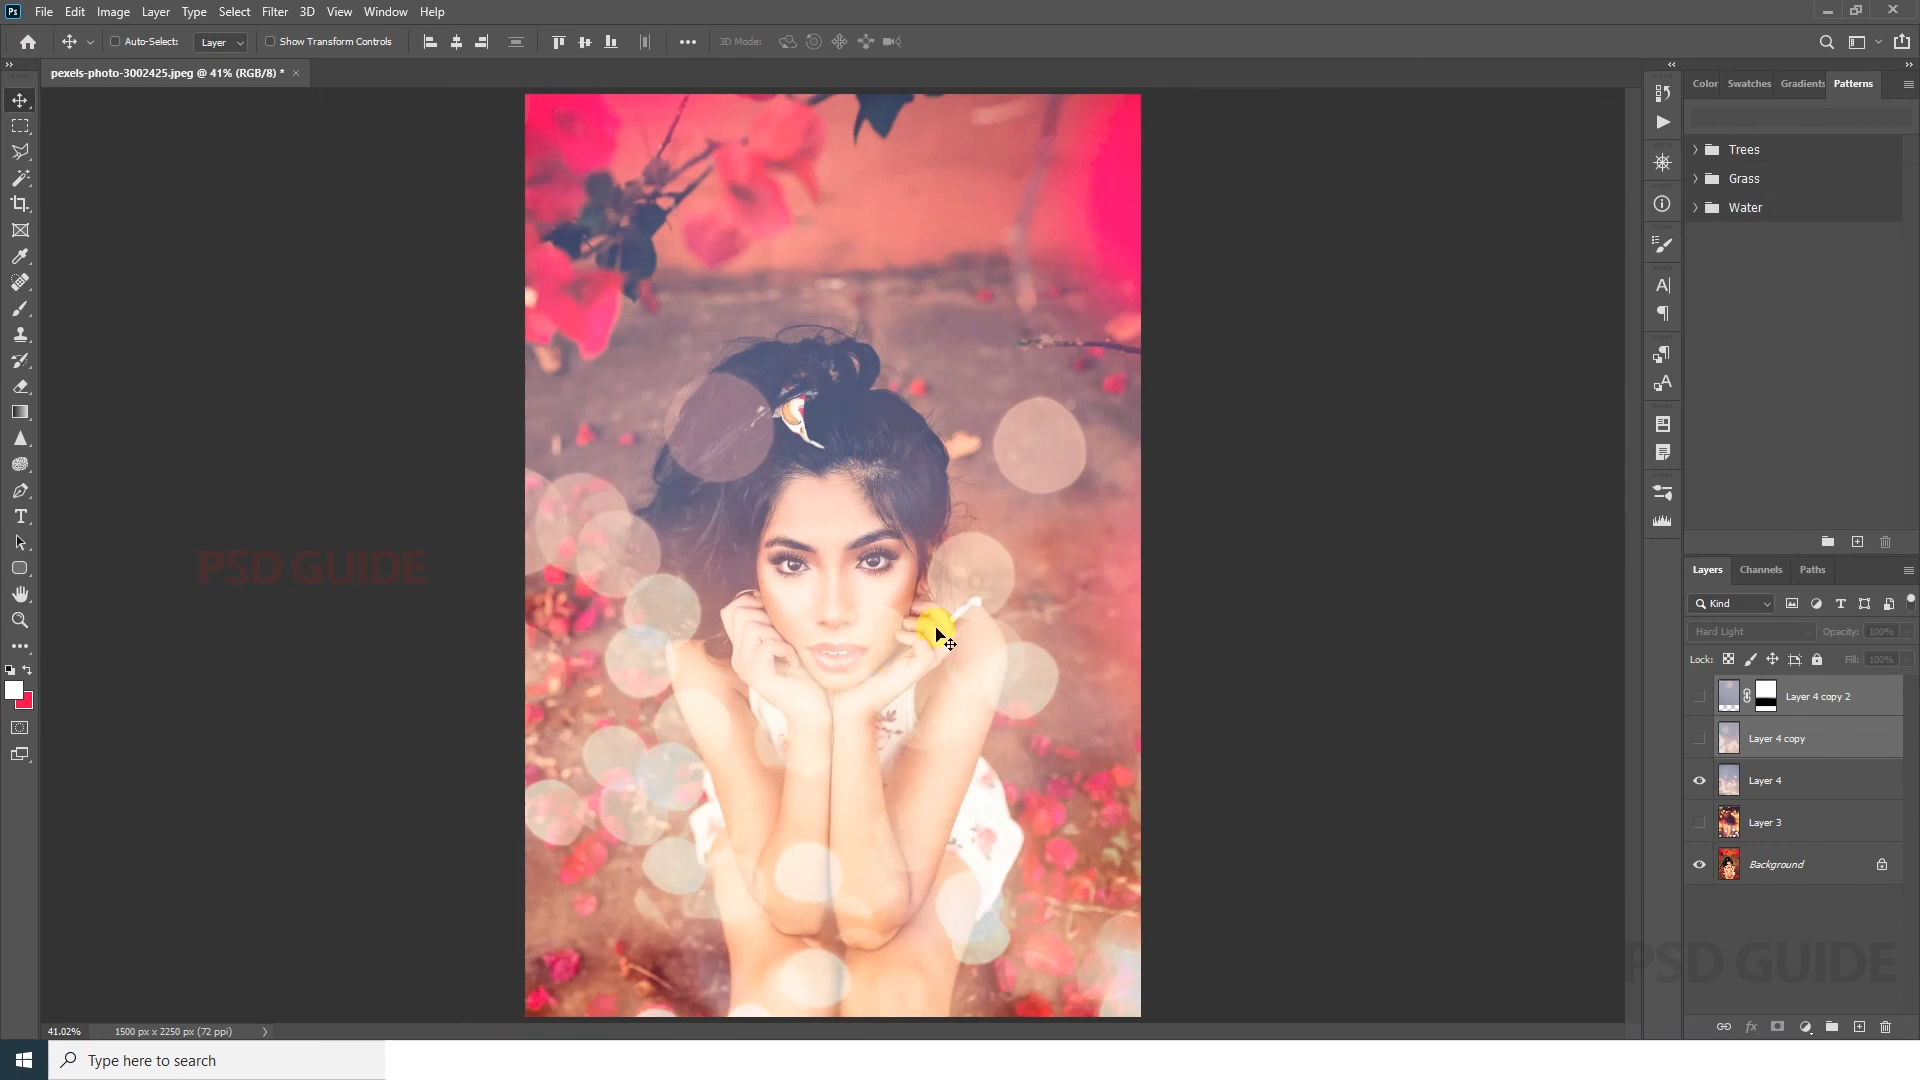 Ps File Edit Image Layer Type Select Filter 3D View Window Help
Auto-Select: Layer Show Transform Controls 3D Mode:
pexels-photo-3002425.jpeg @ 41% (RGB/8) * ×
Color Swatches Gradients Patterns
Trees
Grass
Water
PSD GUIDE
Layers Channels Paths
Kind
Hard Light Opacity: 100%
Lock: Fill: 100%
Layer 4 copy 2
Layer 4 copy
Layer 4
Layer 3
Background
PSD GUIDE
41.02% 1500 px x 2250 px (72 ppi)
Type here to search